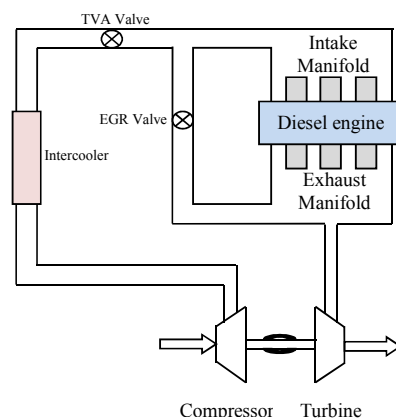 TVA Valve
Intake
Manifold
EGR Valve
Diesel engine
Intercooler
Exhaust
Manifold
Compressor Turbine